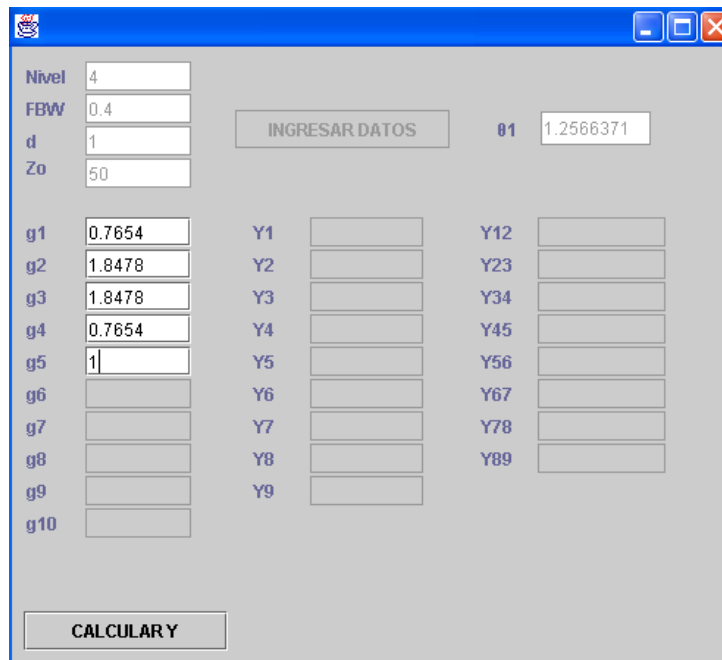 Nivel 4
FBW 0.4
d 1
Zo 50
INGRESAR DATOS
θ1 1.2566371
g1 0.7654 Y1 Y12
g2 1.8478 Y2 Y23
g3 1.8478 Y3 Y34
g4 0.7654 Y4 Y45
g5 1 Y5 Y56
g6 Y6 Y67
g7 Y7 Y78
g8 Y8 Y89
g9 Y9
g10
CALCULAR Y